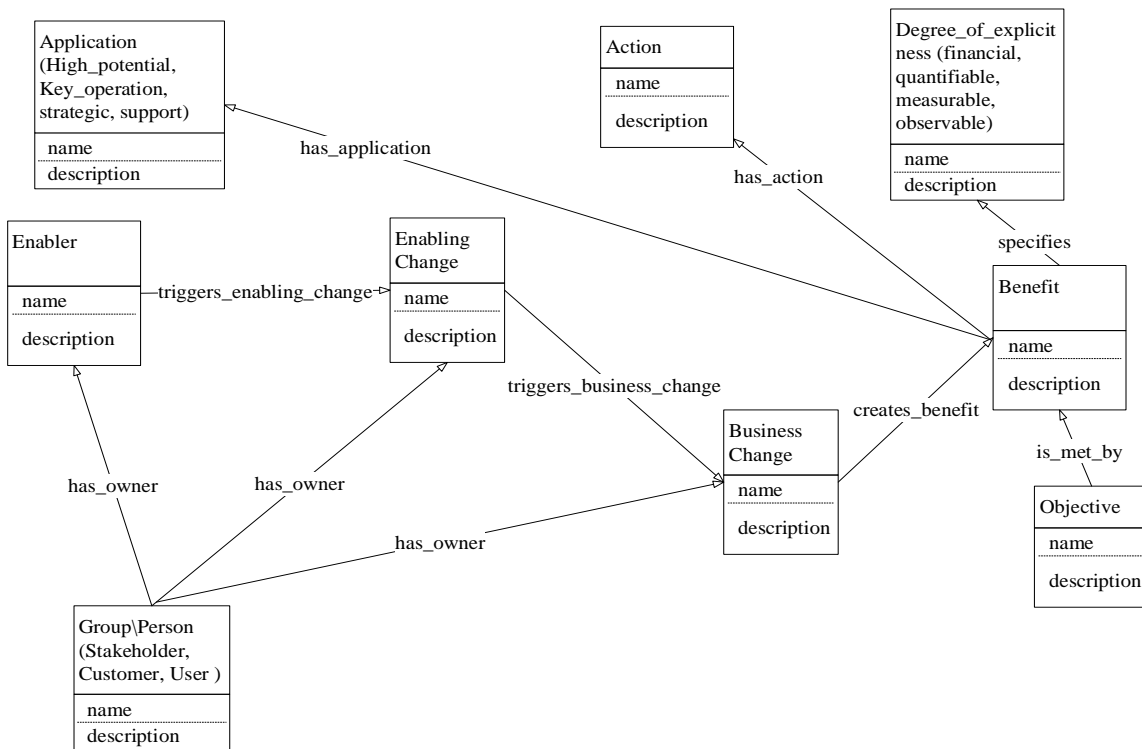 Application
(High_potential,
Key_operation,
strategic, support)
name
description
Action
name
description
Degree_of_explicit
ness (financial,
quantifiable,
measurable,
observable)
name
description
has_application
has_action
specifies
Enabler
name
description
triggers_enabling_change
Enabling
Change
name
description
Benefit
name
description
triggers_business_change
creates_benefit
Business
Change
name
description
is_met_by
Objective
name
description
has_owner
has_owner
has_owner
Group\Person
(Stakeholder,
Customer, User )
name
description